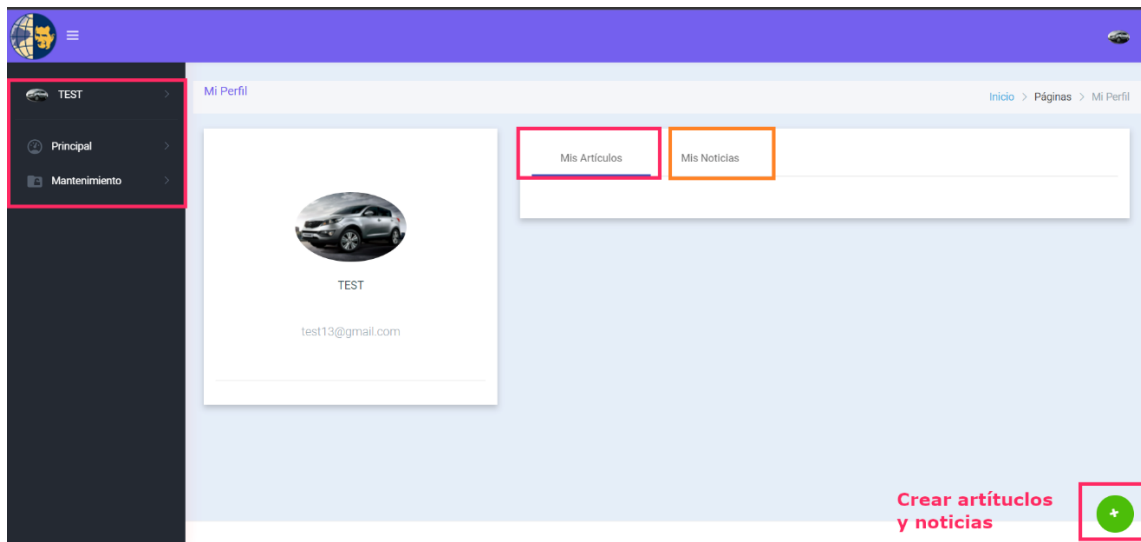 TEST
Principal
Mantenimiento
Mi Perfil
Inicio > Páginas > Mi Perfil
TEST
test13@gmail.com
Mis Artículos
Mis Noticias
Crear artítuclos
y noticias